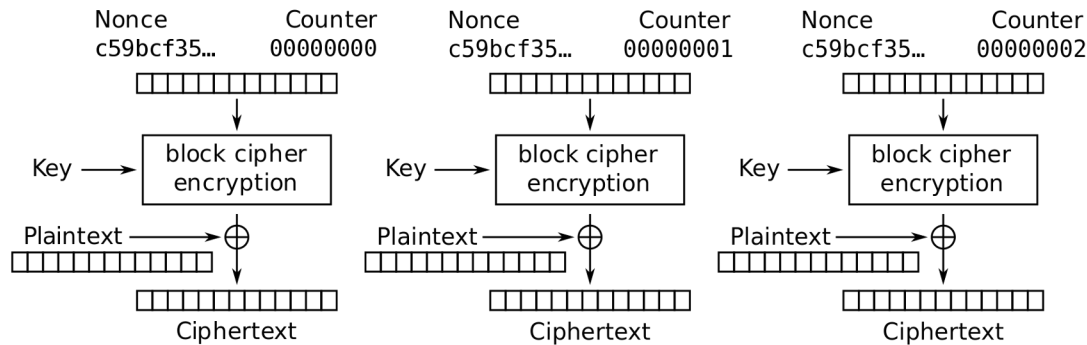 Nonce Counter Nonce Counter Nonce Counter
c59bcf35… 00000000 c59bcf35… 00000001 c59bcf35… 00000002
block cipher block cipher block cipher
Key Key Key
encryption encryption encryption
Plaintext Plaintext Plaintext
Ciphertext Ciphertext Ciphertext